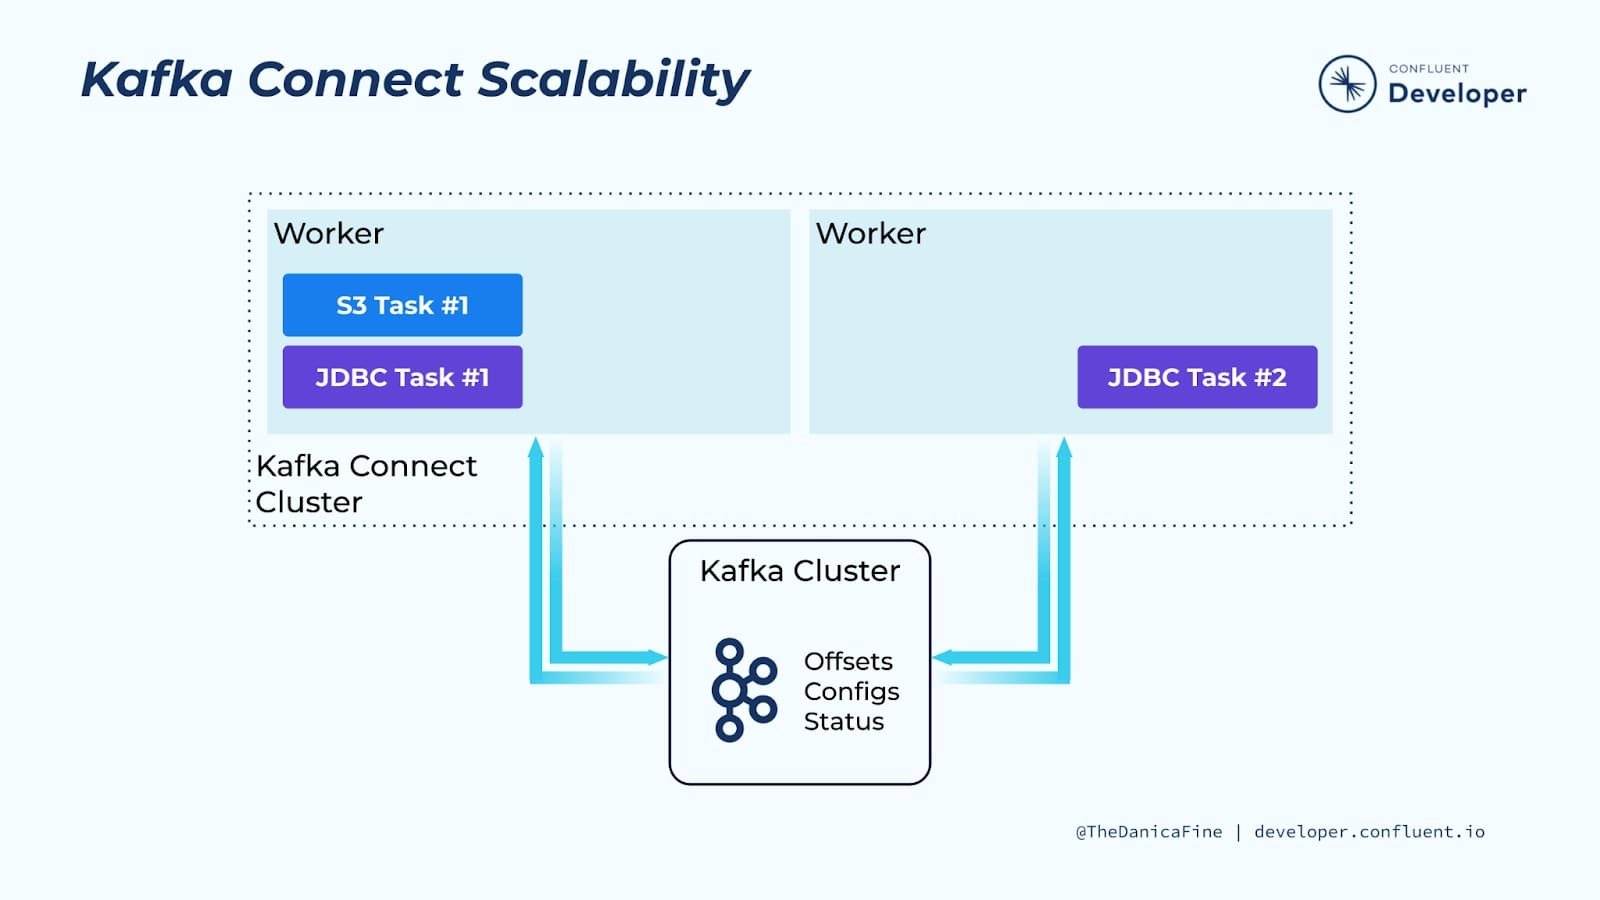 Kafka Connect Scalability
CONFLUENT
Developer
Worker
S3 Task #1
JDBC Task #1
Worker
JDBC Task #2
Kafka Connect
Cluster
Kafka Cluster
Offsets
Configs
Status
@TheDanicaFine | developer.confluent.io